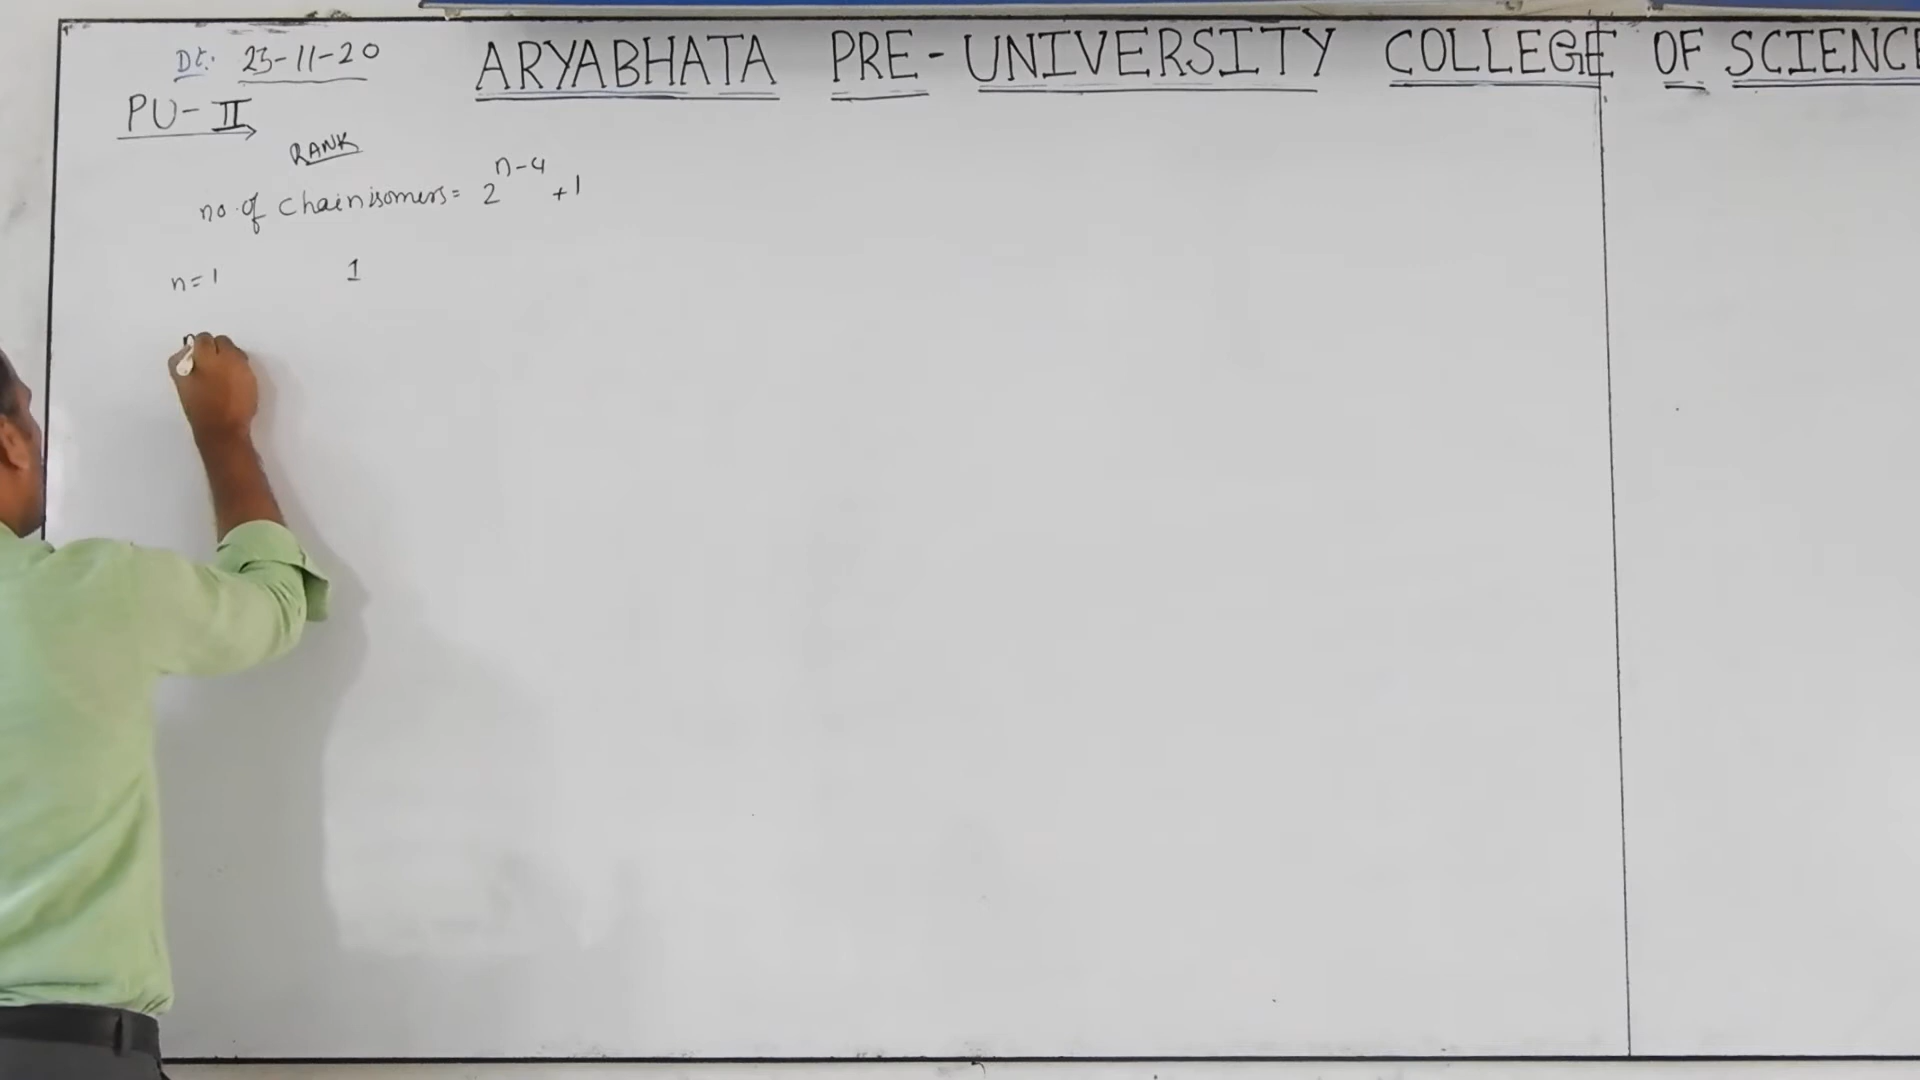 Dt:. 23-11-20
ARYABHATA PRE-UNIVERSITY COLLEGE OF SCIENCE
PU-II
RANK
no. of chain isomers = 2^{n-4} + 1
n = 1 1
n